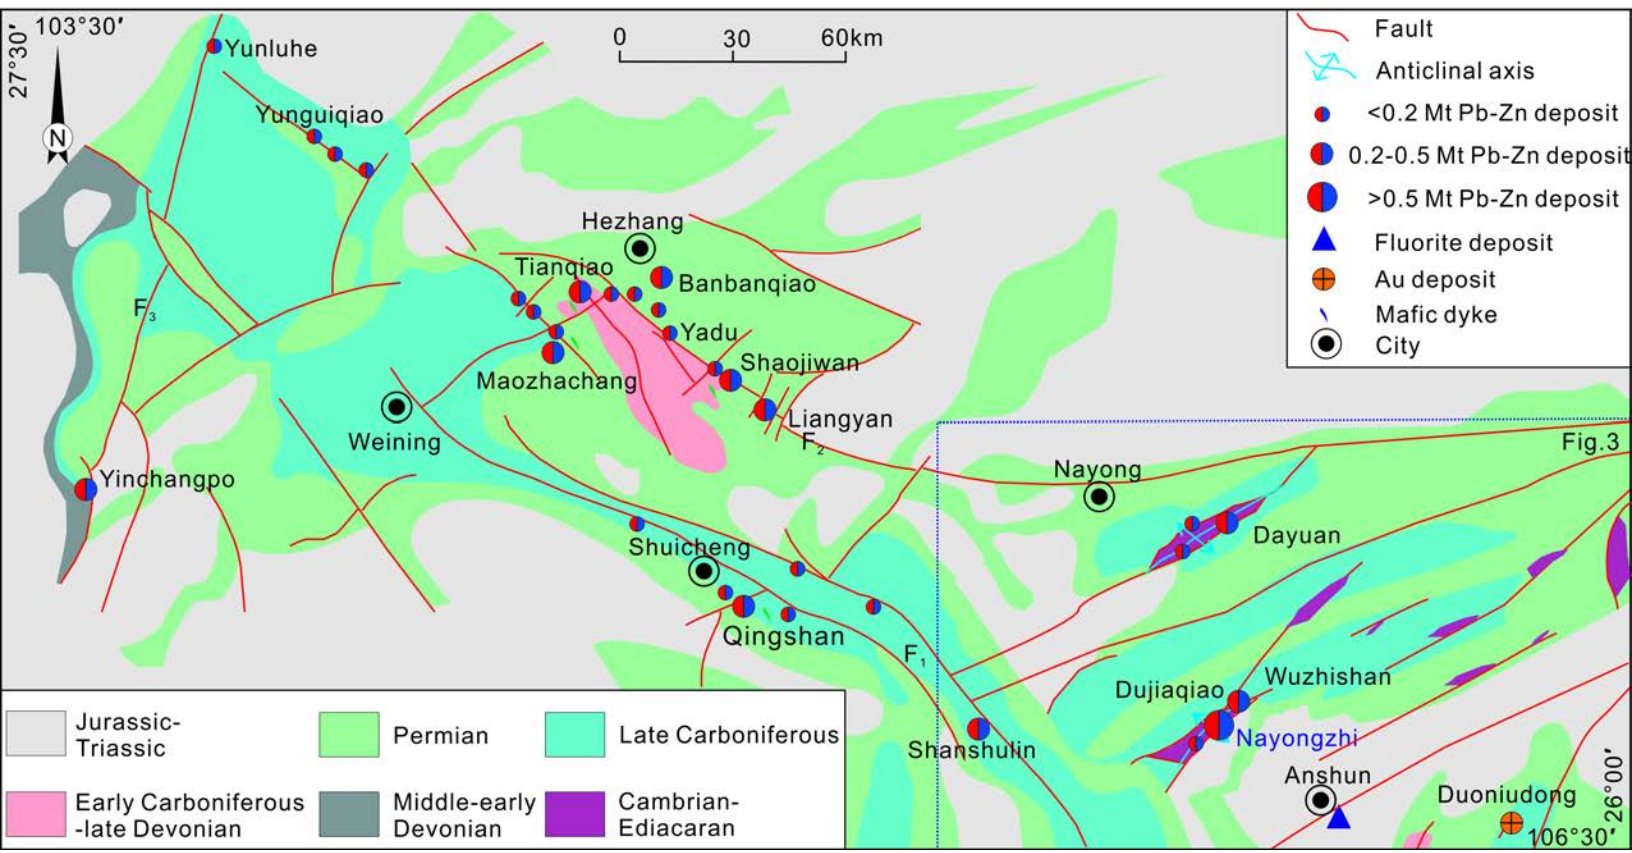 103°30′
27°30′
N
0 30 60km
Yunluhe
Yunguiqiao
Hezhang
Tianqiao
Banbanqiao
F3
Yadu
Shaojiwan
Maozhachang
Liangyan
F2
Weining
Yinchangpo
Nayong
Fig.3
Dayuan
Shuicheng
Qingshan
F1
Wuzhishan
Dujiaqiao
Nayongzhi
Shanshulin
Anshun
Duoniudong
26°00′
106°30′
Fault
Anticlinal axis
<0.2 Mt Pb-Zn deposit
0.2-0.5 Mt Pb-Zn deposit
>0.5 Mt Pb-Zn deposit
Fluorite deposit
Au deposit
Mafic dyke
City
Jurassic-
Triassic
Permian
Late Carboniferous
Early Carboniferous
-late Devonian
Middle-early
Devonian
Cambrian-
Ediacaran